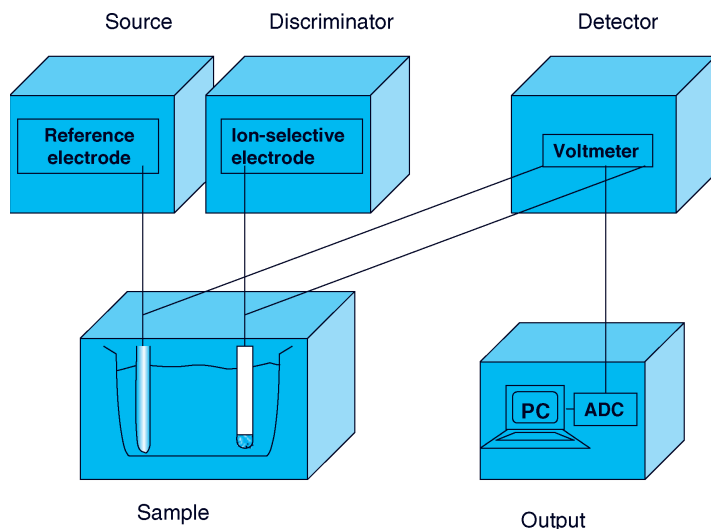 Source
Discriminator
Detector
Reference
electrode
Ion-selective
electrode
Voltmeter
PC
ADC
Sample
Output